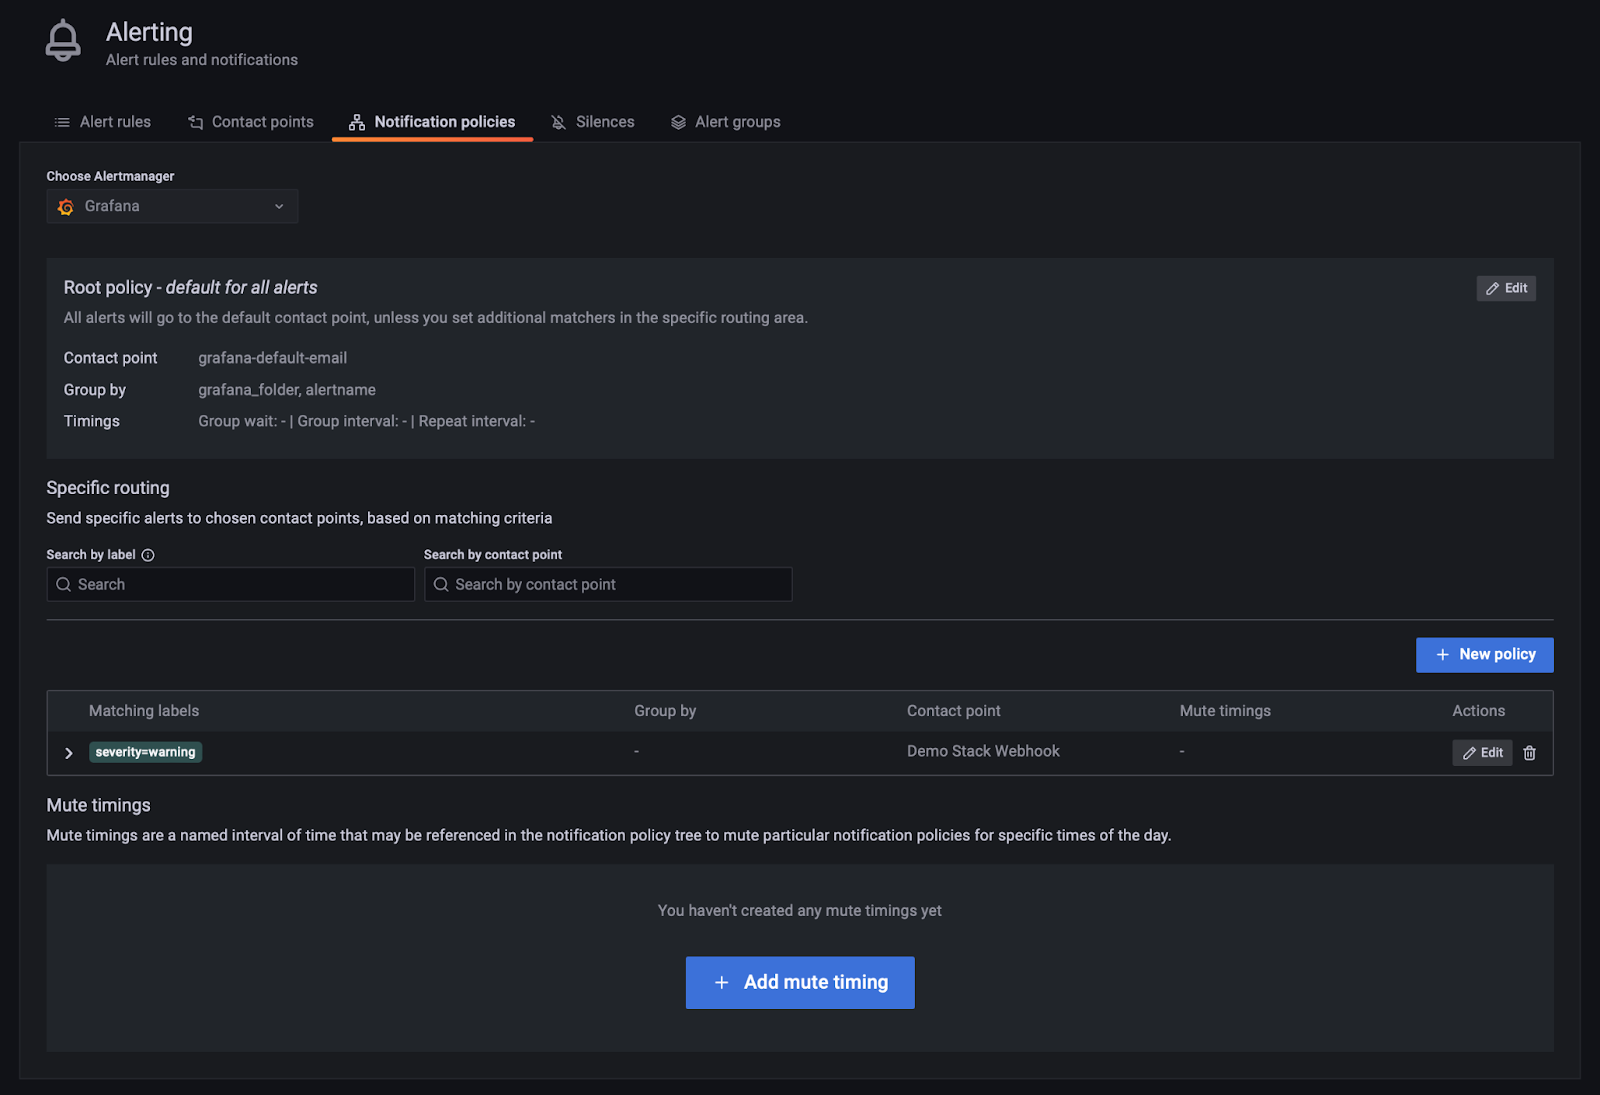 Alerting
Alert rules and notifications
Alert rules
Contact points
Notification policies
Silences
Alert groups
Choose Alertmanager
Grafana
Root policy - default for all alerts
Edit
All alerts will go to the default contact point, unless you set additional matchers in the specific routing area.
Contact point grafana-default-email
Group by grafana_folder, alertname
Timings Group wait: - | Group interval: - | Repeat interval: -
Specific routing
Send specific alerts to chosen contact points, based on matching criteria
Search by label Search by contact point
Search Search by contact point
+ New policy
Matching labels Group by Contact point Mute timings Actions
severity=warning - Demo Stack Webhook - Edit
Mute timings
Mute timings are a named interval of time that may be referenced in the notification policy tree to mute particular notification policies for specific times of the day.
You haven't created any mute timings yet
+ Add mute timing